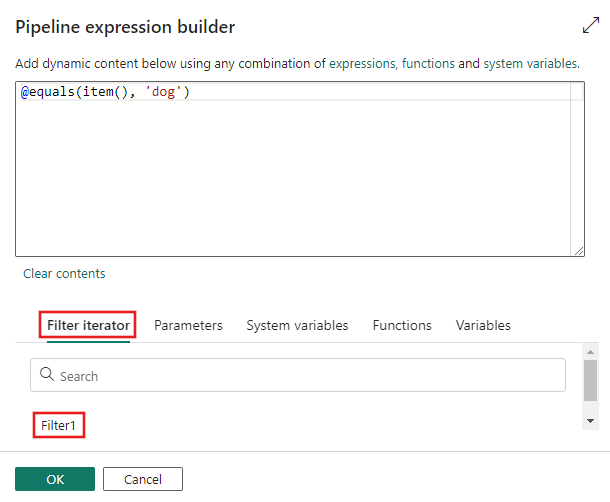 Pipeline expression builder
Add dynamic content below using any combination of expressions, functions and system variables.
@equals(item(), 'dog')
Clear contents
Filter iterator Parameters System variables Functions Variables
Search
Filter1
OK Cancel